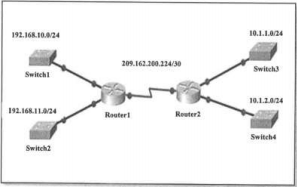 192.168.10.0/24
10.1.1.0/24
209.162.200.224/30
Switch1
Switch3
192.168.11.0/24
10.1.2.0/24
Router1
Router2
Switch2
Switch4